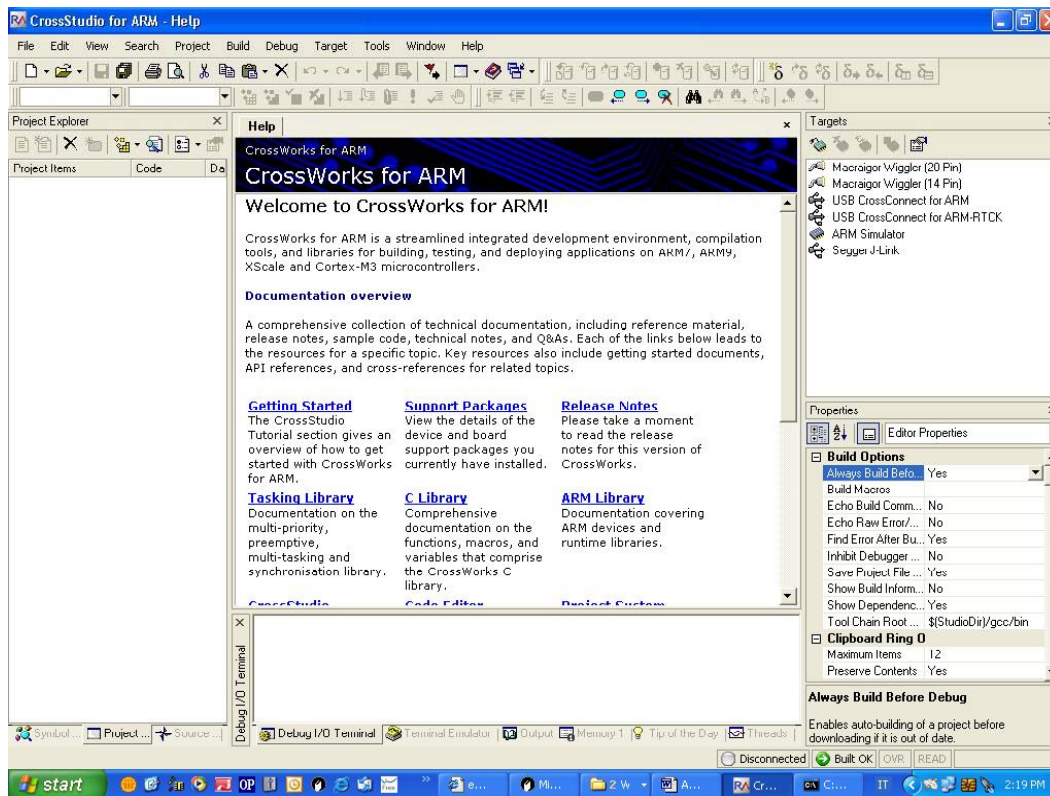 CrossStudio for ARM - Help
File Edit View Search Project Build Debug Target Tools Window Help
Project Explorer
Project Items Code Da
Help
CrossWorks for ARM
CrossWorks for ARM
Welcome to CrossWorks for ARM!
CrossWorks for ARM is a streamlined integrated development environment, compilation
tools, and libraries for building, testing, and deploying applications on ARM7, ARM9,
XScale and Cortex-M3 microcontrollers.
Documentation overview
A comprehensive collection of technical documentation, including reference material,
release notes, sample code, technical notes, and Q&As. Each of the links below leads to
the resources for a specific topic. Key resources also include getting started documents,
API references, and cross-references for related topics.
Getting Started
The CrossStudio
Tutorial section gives an
overview of how to get
started with CrossWorks
for ARM.
Support Packages
View the details of the
device and board
support packages you
currently have installed.
Release Notes
Please take a moment
to read the release
notes for this version of
CrossWorks.
Tasking Library
Documentation on the
multi-priority,
preemptive,
multi-tasking and
synchronisation library.
C Library
Comprehensive
documentation on the
functions, macros, and
variables that comprise
the CrossWorks C
library.
ARM Library
Documentation covering
ARM devices and
runtime libraries.
CrossStudio Code Editor Project System
Targets
Macraigor Wiggler (20 Pin)
Macraigor Wiggler (14 Pin)
USB CrossConnect for ARM
USB CrossConnect for ARM-RTCK
ARM Simulator
Segger J-Link
Properties
Editor Properties
Build Options
Always Build Befo... Yes
Build Macros
Echo Build Comm... No
Echo Raw Error/... No
Find Error After Bu... Yes
Inhibit Debugger ... No
Save Project File ... Yes
Show Build Inform... No
Show Dependenc... Yes
Tool Chain Root ... $(StudioDir)/gcc/bin
Clipboard Ring O
Maximum Items 12
Preserve Contents Yes
Always Build Before Debug
Enables auto-building of a project before
downloading if it is out of date.
Debug I/O Terminal
Symbol ... Project ... Source ...
Debug I/O Terminal Terminal Emulator Output Memory 1 Tip of the Day Threads
Disconnected Built OK OVR READ
start OP e... Mi... 2 W A... Cr... C:... IT 2:19 PM